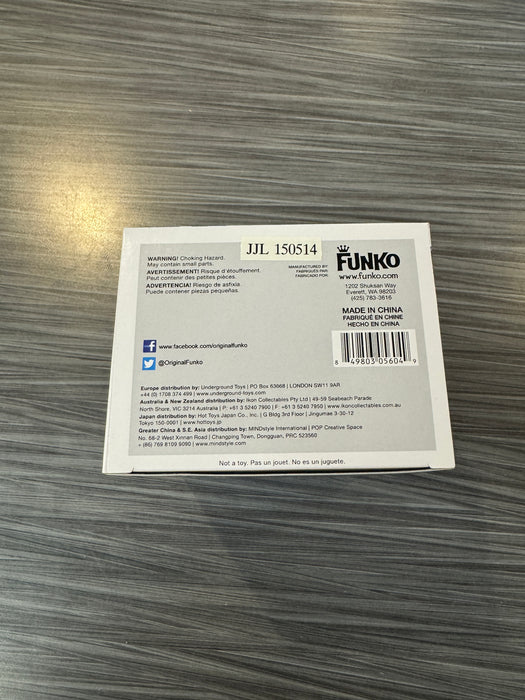 JJL 150514
WARNING! Choking Hazard.
May contain small parts.
AVERTISSEMENT! Risque d'étouffement.
Peut contenir des petites pièces.
ADVERTENCIA! Riesgo de asfixia.
Puede contener piezas pequeñas.
MANUFACTURED BY
FABRIQUÉS PAR
FABRICADO POR:
FUNKO
www.funko.com
1202 Shuksan Way
Everett, WA 98203
(425) 783-3616
MADE IN CHINA
FABRIQUÉ EN CHINE
HECHO EN CHINA
8 49803 05604 9
www.facebook.com/originalfunko
@OriginalFunko
Europe distribution by: Underground Toys | PO Box 63868 | LONDON SW11 9AR
+44 (0) 1708 374 499 | www.underground-toys.com
Australia & New Zealand distribution by: Ikon Collectables Pty Ltd | 49-59 Seabeach Parade
North Shore, VIC 3214 Australia | P: +61 3 5240 7900 | F: +61 3 5240 7950 | www.ikoncollectables.com.au
Japan distribution by: Hot Toys Japan Co., Inc. | G Bldg 3rd Floor | Jingumae 3-30-12
Tokyo 150-0001 | www.hottoys.jp
Greater China & S.E. Asia distribution by: MINDstyle International | POP Creative Space
No. 68-2 West Xinnan Road | Changping Town, Dongguan, PRC 523560
+ (86) 769 8109 9090 | www.mindstyle.com
Not a toy. Pas un jouet. No es un juguete.